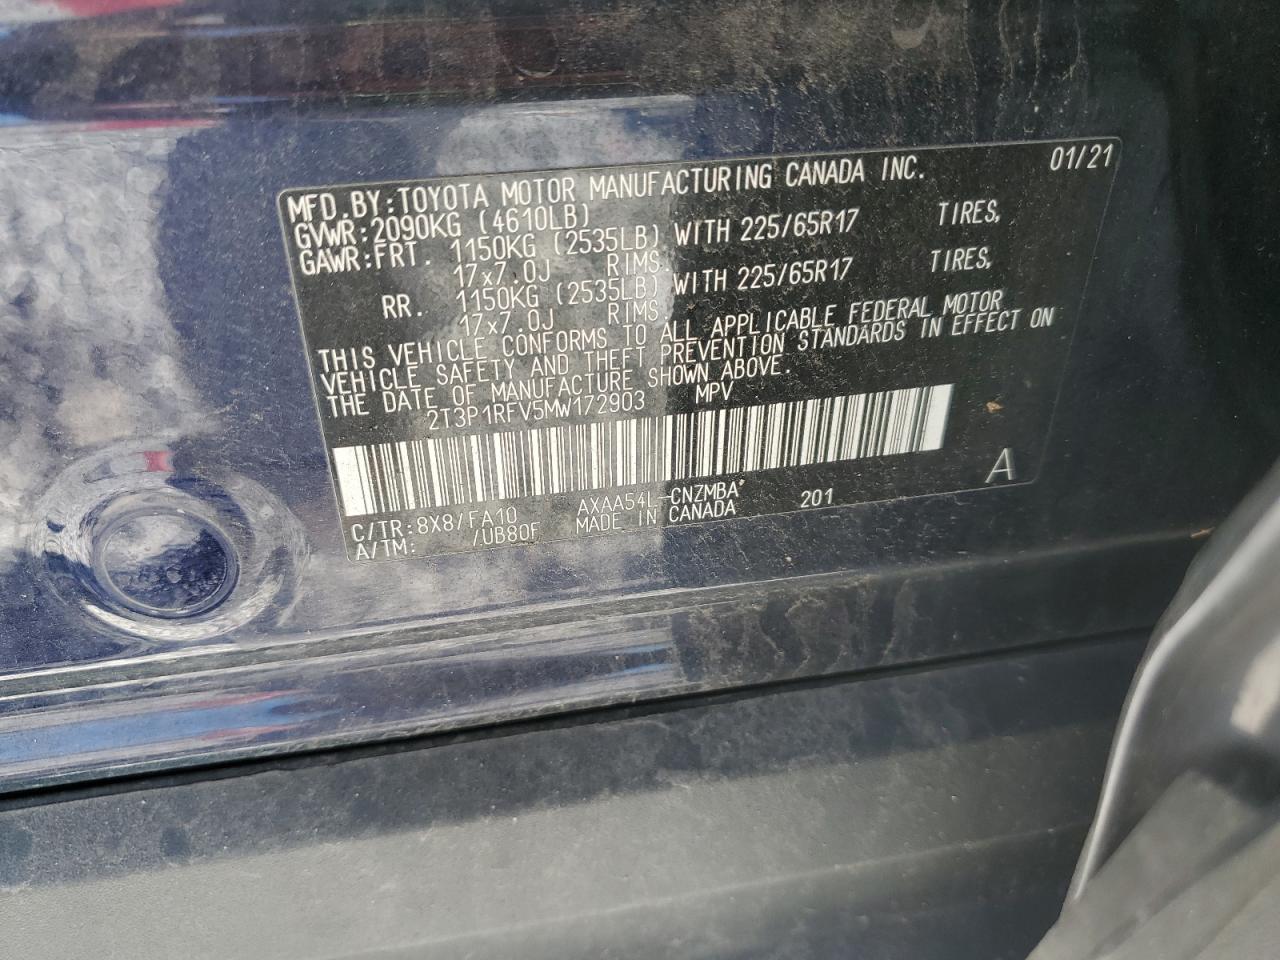 MFD.BY:TOYOTA MOTOR MANUFACTURING CANADA INC. 01/21
GVWR:2090KG (4610LB)
GAWR:FRT. 1150KG (2535LB) WITH 225/65R17 TIRES,
17x7.0J RIMS.
RR. 1150KG (2535LB) WITH 225/65R17 TIRES,
17x7.0J RIMS.
THIS VEHICLE CONFORMS TO ALL APPLICABLE FEDERAL MOTOR
VEHICLE SAFETY AND THEFT PREVENTION STANDARDS IN EFFECT ON
THE DATE OF MANUFACTURE SHOWN ABOVE.
2T3P1RFV5MW172903 MPV
A
C/TR:8X8/FA10 AXAA54L-CNZMBA 201
A/TM: /UB80F MADE IN CANADA